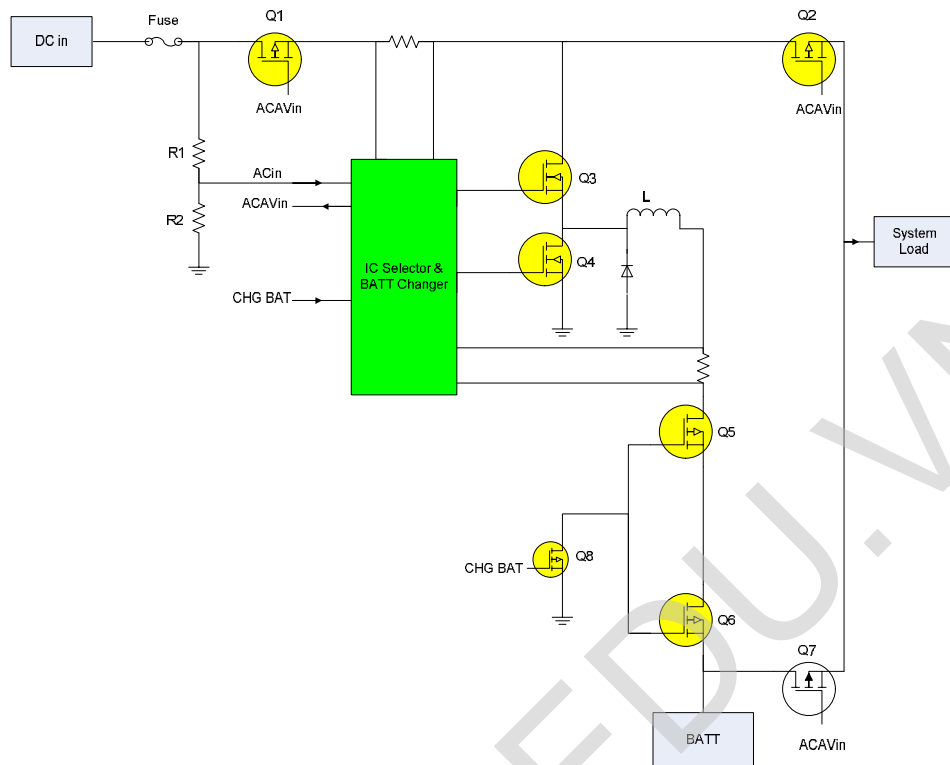 DC in
Fuse
Q1
ACAVin
Q2
ACAVin
R1
ACin
ACAVin
R2
CHG BAT
IC Selector &
BATT Changer
Q3
Q4
L
System
Load
Q5
Q8
CHG BAT
Q6
Q7
ACAVin
BATT
EDU.VN